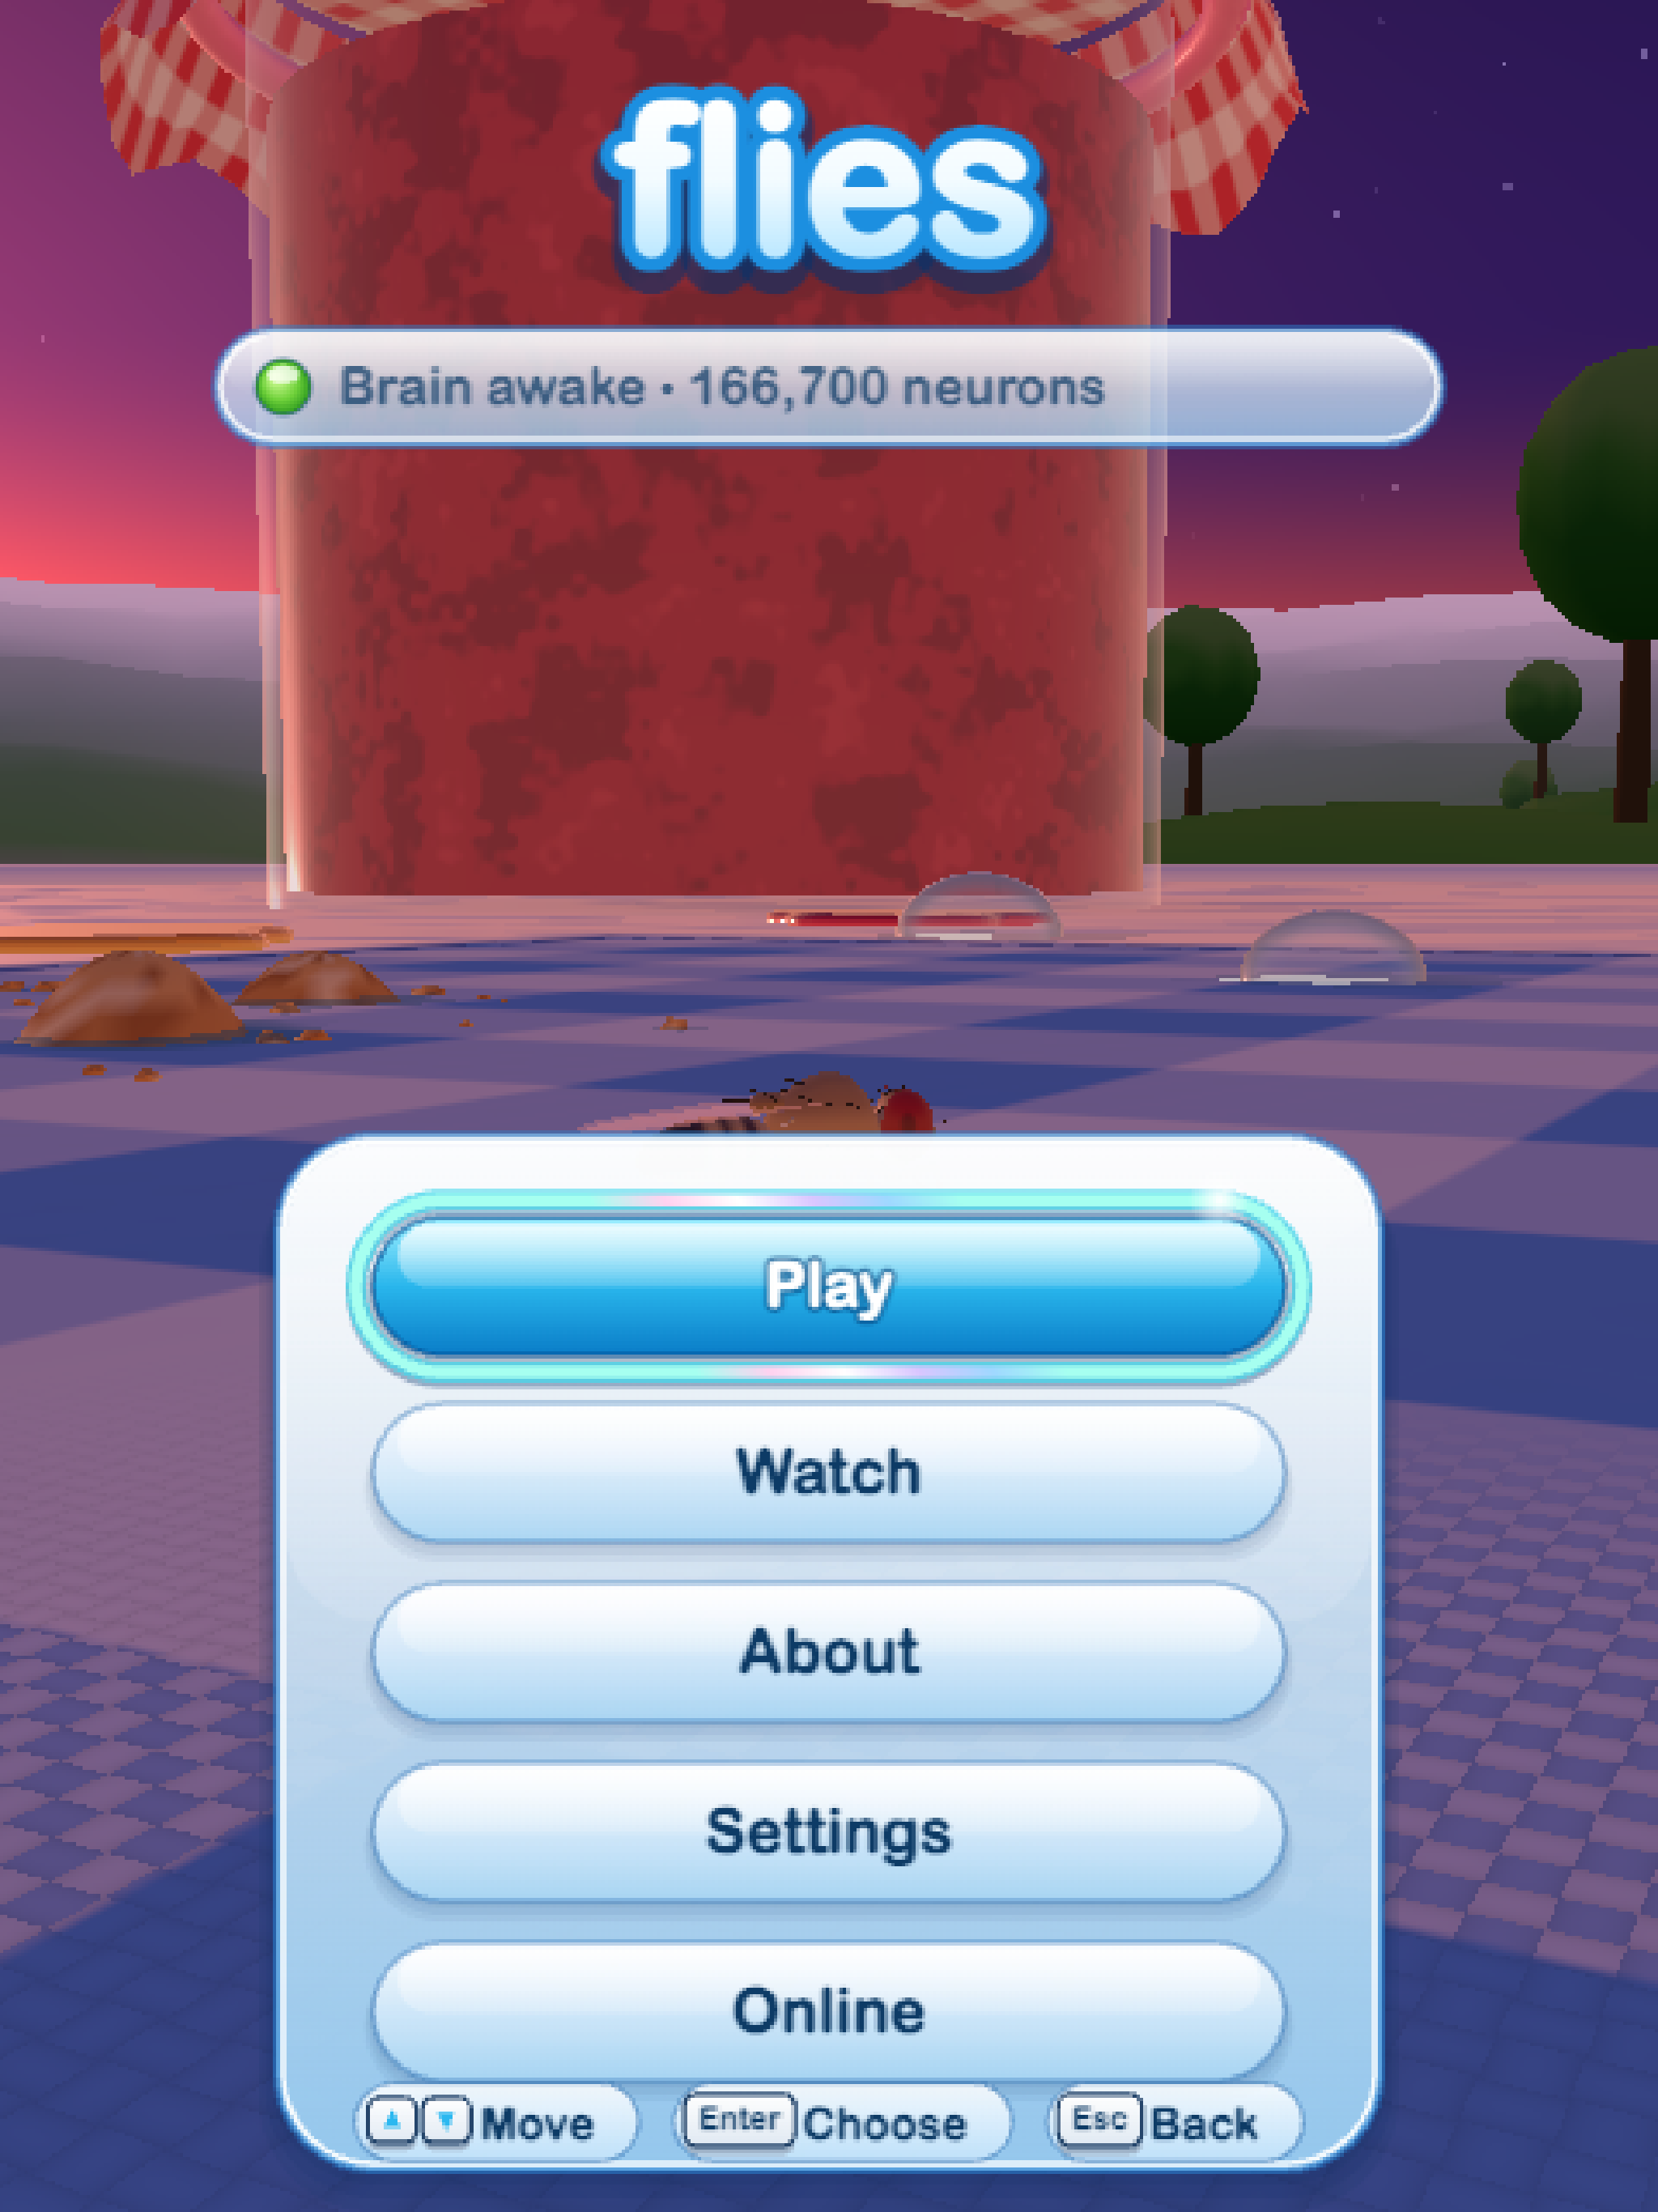 flies
Brain awake • 166,700 neurons
Play
Watch
About
Settings
Online
▲ ▼ Move Enter Choose Esc Back